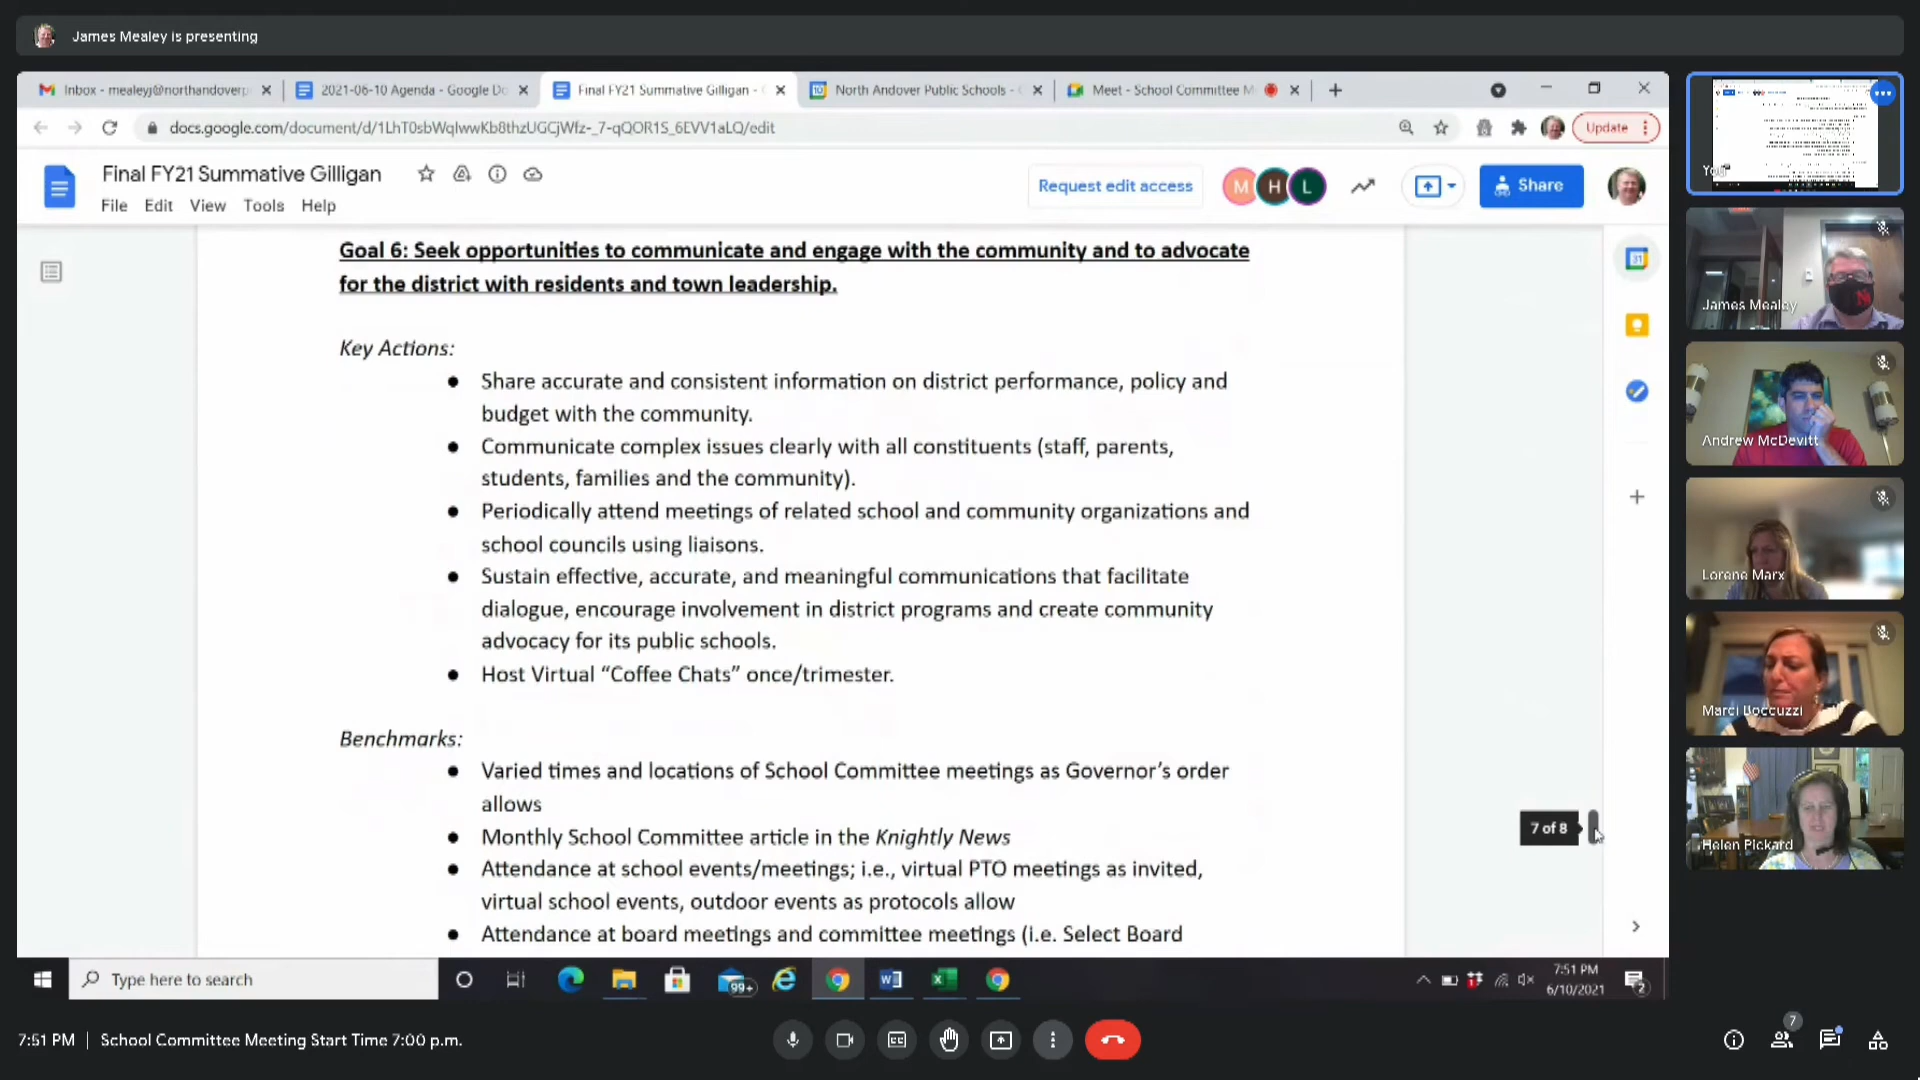 James Mealey is presenting
Inbox - mealeyj@northandoverp
2021-06-10 Agenda - Google Do
Final FY21 Summative Gilligan -
North Andover Public Schools -
Meet - School Committee M
docs.google.com/document/d/1LhT0sbWqlwwKb8thzUGCjWfz-_7-qQOR1S_6EVV1aLQ/edit
Update
Final FY21 Summative Gilligan
Request edit access
M H L
Share
File Edit View Tools Help
Goal 6: Seek opportunities to communicate and engage with the community and to advocate
for the district with residents and town leadership.
Key Actions:
● Share accurate and consistent information on district performance, policy and
budget with the community.
● Communicate complex issues clearly with all constituents (staff, parents,
students, families and the community).
● Periodically attend meetings of related school and community organizations and
school councils using liaisons.
● Sustain effective, accurate, and meaningful communications that facilitate
dialogue, encourage involvement in district programs and create community
advocacy for its public schools.
● Host Virtual “Coffee Chats” once/trimester.
Benchmarks:
● Varied times and locations of School Committee meetings as Governor’s order
allows
● Monthly School Committee article in the Knightly News
● Attendance at school events/meetings; i.e., virtual PTO meetings as invited,
virtual school events, outdoor events as protocols allow
● Attendance at board meetings and committee meetings (i.e. Select Board
7 of 8
31
You
James Mealey
Andrew McDevitt
Lorene Marx
Marci Boccuzzi
Helen Pickard
Type here to search
99+
7:51 PM
6/10/2021
2
7:51 PM | School Committee Meeting Start Time 7:00 p.m.
7